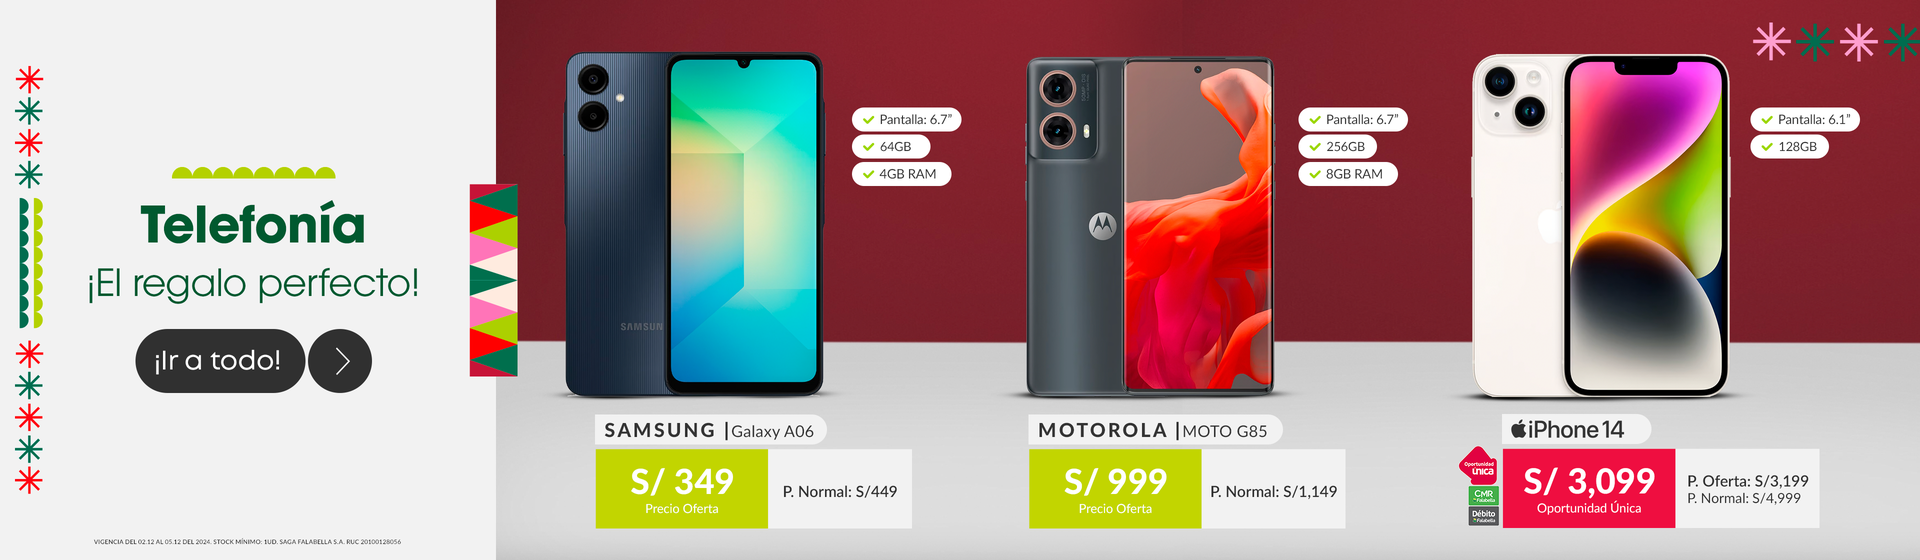 Telefonía
¡El regalo perfecto!
¡Ir a todo!
VIGENCIA DEL 02.12 AL 05.12 DEL 2024. STOCK MÍNIMO: 1UD. SAGA FALABELLA S.A. RUC 20100128056
SAMSUN
Pantalla: 6.7”
64GB
4GB RAM
SAMSUNG | Galaxy A06
S/ 349
Precio Oferta
P. Normal: S/449
Pantalla: 6.7”
256GB
8GB RAM
MOTOROLA | MOTO G85
S/ 999
Precio Oferta
P. Normal: S/1,149
Pantalla: 6.1”
128GB
iPhone 14
Oportunidad
única
CMR
Falabella
Débito
Falabella
S/ 3,099
Oportunidad Única
P. Oferta: S/3,199
P. Normal: S/4,999